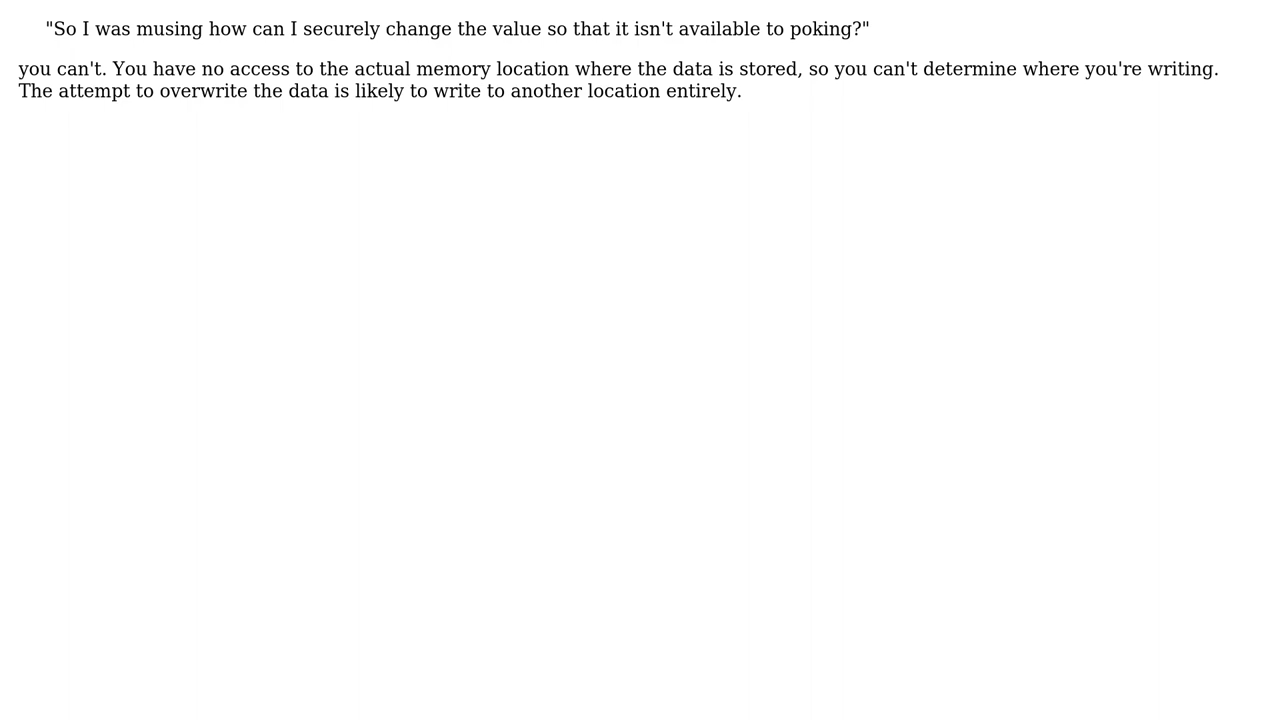 "So I was musing how can I securely change the value so that it isn't available to poking?"
you can't. You have no access to the actual memory location where the data is stored, so you can't determine where you're writing.
The attempt to overwrite the data is likely to write to another location entirely.